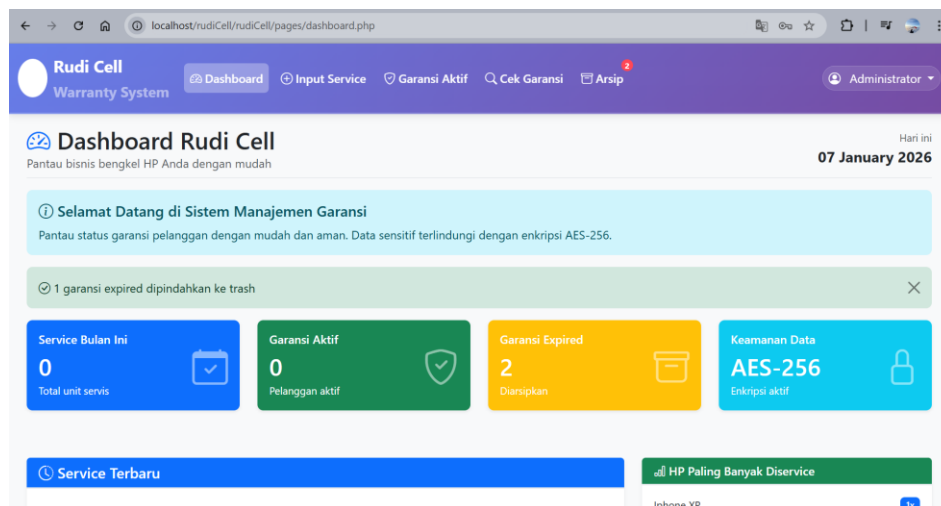 localhost/rudiCell/rudiCell/pages/dashboard.php
Rudi Cell
Warranty System
Dashboard
Input Service
Garansi Aktif
Cek Garansi
Arsip
2
Administrator
Dashboard Rudi Cell
Pantau bisnis bengkel HP Anda dengan mudah
Hari ini
07 January 2026
Selamat Datang di Sistem Manajemen Garansi
Pantau status garansi pelanggan dengan mudah dan aman. Data sensitif terlindungi dengan enkripsi AES-256.
1 garansi expired dipindahkan ke trash
Service Bulan Ini
0
Total unit servis
Garansi Aktif
0
Pelanggan aktif
Garansi Expired
2
Diarsipkan
Keamanan Data
AES-256
Enkripsi aktif
Service Terbaru
HP Paling Banyak Diservice
Iphone XR
1x